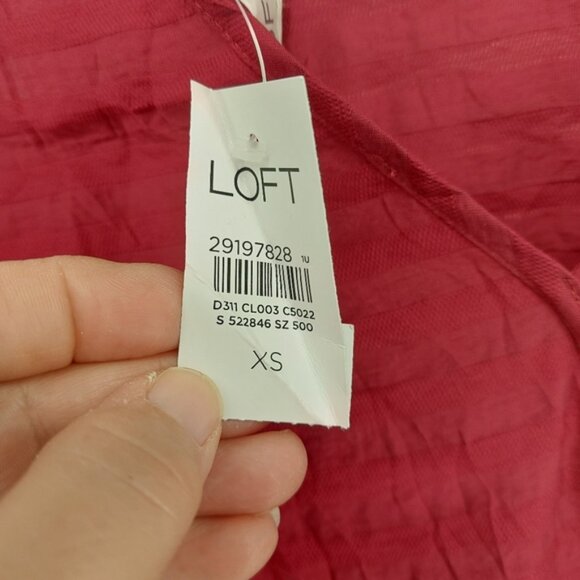 LOFT
29197828 1U
D311 CL003 C5022
S 522846 SZ 500
XS